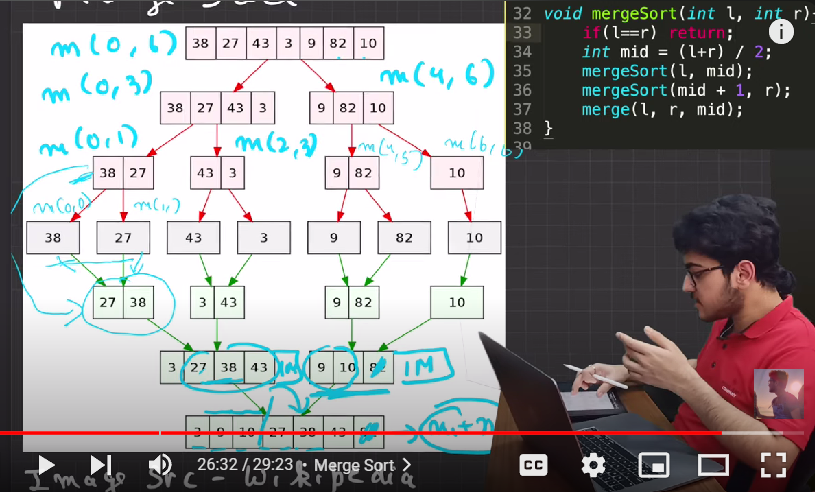 m(0,6)
38 27 43 3 9 82 10
m(0,3)
m(4,6)
38 27 43 3
9 82 10
m(0,1)
m(2,3)
m(4,5)
m(6,6)
38 27
43 3
9 82
10
m(0,0)
38
27
43
3
9
82
10
27 38
3 43
9 82
10
3 27 38 43
9 10 82
1M
3 9 10 27 38 43
32 void mergeSort(int l, int r){
33 if(l==r) return;
34 int mid = (l+r) / 2;
35 mergeSort(l, mid);
36 mergeSort(mid + 1, r);
37 merge(l, r, mid);
38 }
39
i
26:32 / 29:23 • Merge Sort >
CC
Image Src - Wikipedia